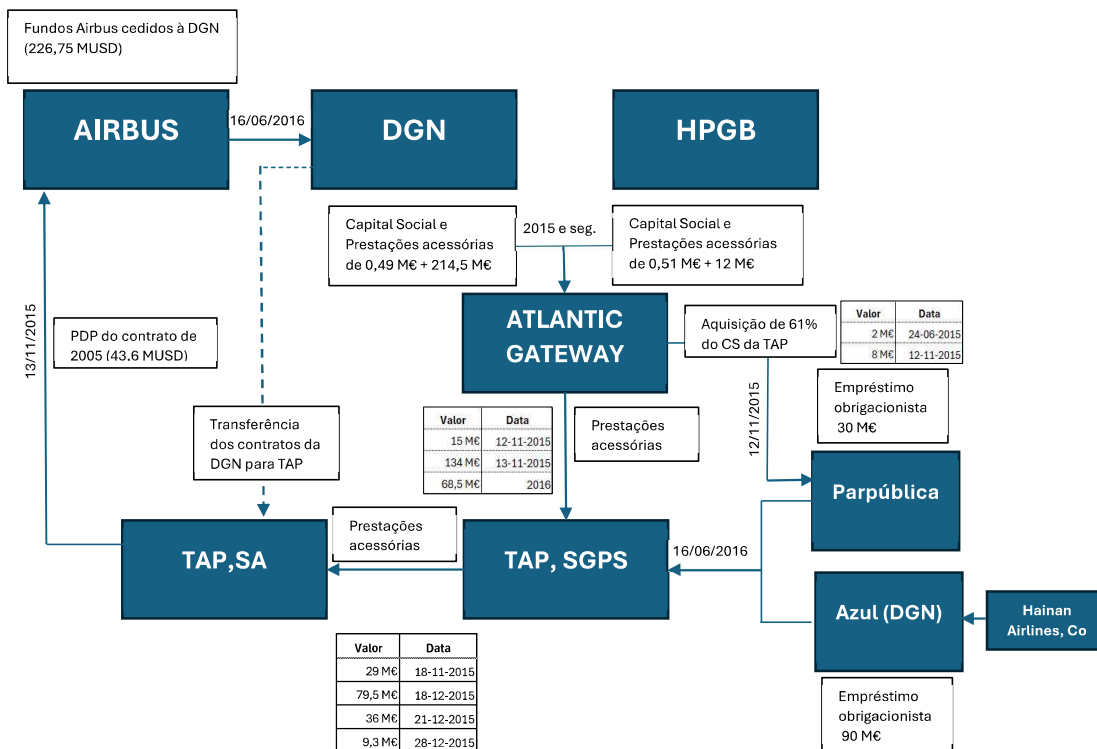 Fundos Airbus cedidos à DGN
(226,75 MUSD)
AIRBUS
16/06/2016
DGN
HPGB
Capital Social e
Prestações acessórias
de 0,49 M€ + 214,5 M€
2015 e seg.
Capital Social e
Prestações acessórias
de 0,51 M€ + 12 M€
13/11/2015
PDP do contrato de
2005 (43.6 MUSD)
ATLANTIC
GATEWAY
Aquisição de 61%
do CS da TAP
Valor Data
2 M€ 24-06-2015
8 M€ 12-11-2015
Empréstimo
obrigacionista
30 M€
12/11/2015
Transferência
dos contratos da
DGN para TAP
Valor Data
15 M€ 12-11-2015
134 M€ 13-11-2015
68,5 M€ 2016
Prestações
acessórias
Parpública
TAP,SA
Prestações
acessórias
TAP, SGPS
16/06/2016
Azul (DGN)
Hainan
Airlines, Co
Valor Data
29 M€ 18-11-2015
79,5 M€ 18-12-2015
36 M€ 21-12-2015
9,3 M€ 28-12-2015
Empréstimo
obrigacionista
90 M€